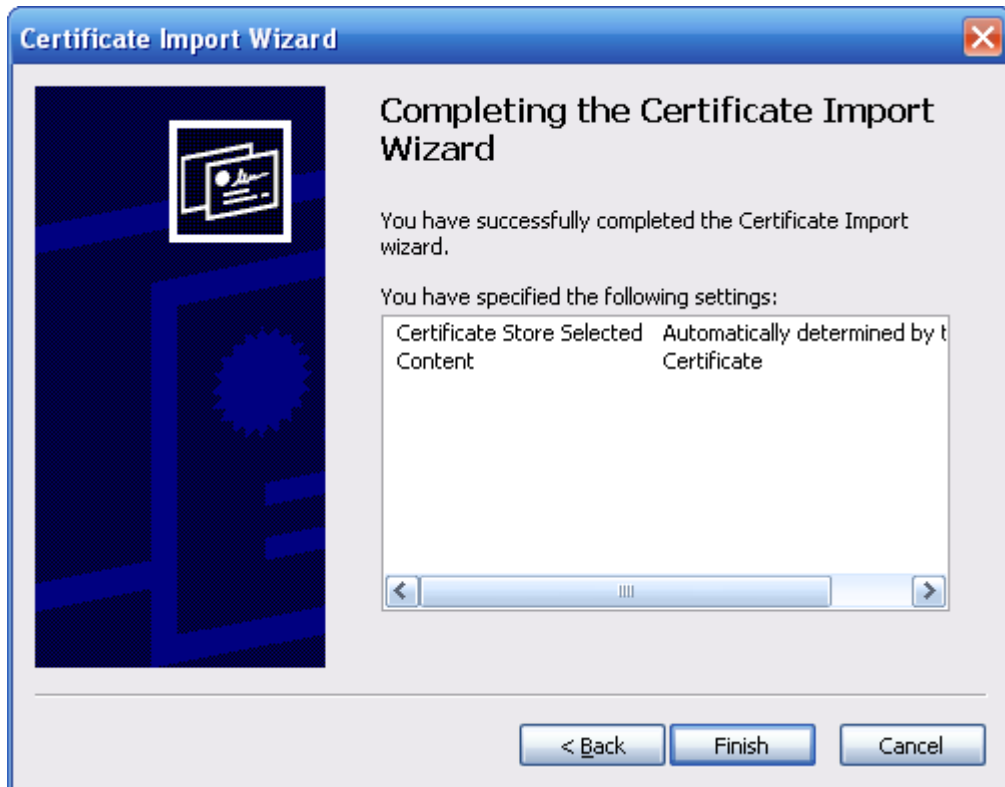 Certificate Import Wizard
Completing the Certificate Import
Wizard
You have successfully completed the Certificate Import
wizard.
You have specified the following settings:
Certificate Store Selected Automatically determined by t
Content Certificate
< Back Finish Cancel